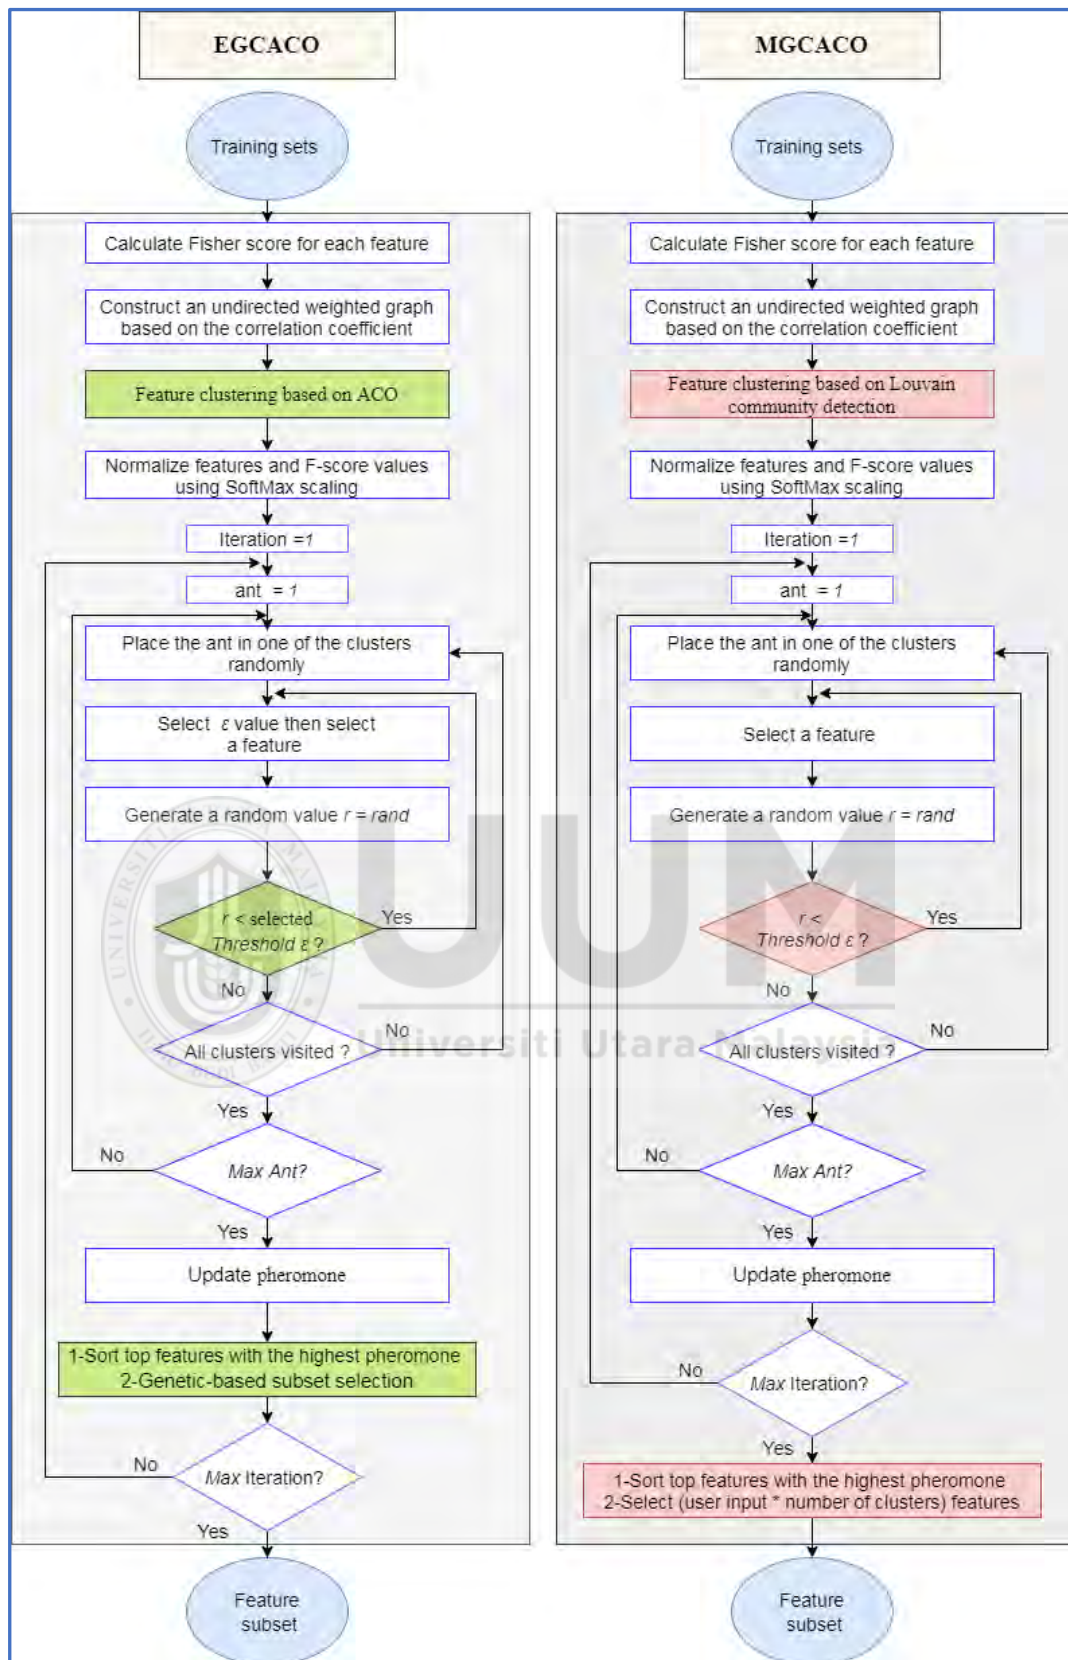 EGCACO
Training sets
Calculate Fisher score for each feature
Construct an undirected weighted graph
based on the correlation coefficient
Feature clustering based on ACO
Normalize features and F-score values
using SoftMax scaling
Iteration =1
ant = 1
Place the ant in one of the clusters
randomly
Select ε value then select
a feature
Generate a random value r = rand
r < selected
Threshold ε ?
Yes
No
All clusters visited ?
No
Yes
Max Ant?
No
Yes
Update pheromone
1-Sort top features with the highest pheromone
2-Genetic-based subset selection
Max Iteration?
No
Yes
Feature
subset
MGCACO
Training sets
Calculate Fisher score for each feature
Construct an undirected weighted graph
based on the correlation coefficient
Feature clustering based on Louvain
community detection
Normalize features and F-score values
using SoftMax scaling
Iteration =1
ant = 1
Place the ant in one of the clusters
randomly
Select a feature
Generate a random value r = rand
r <
Threshold ε ?
Yes
No
All clusters visited ?
No
Yes
Max Ant?
No
Yes
Update pheromone
Max Iteration?
No
Yes
1-Sort top features with the highest pheromone
2-Select (user input * number of clusters) features
Feature
subset
UUM
Universiti Utara Malaysia